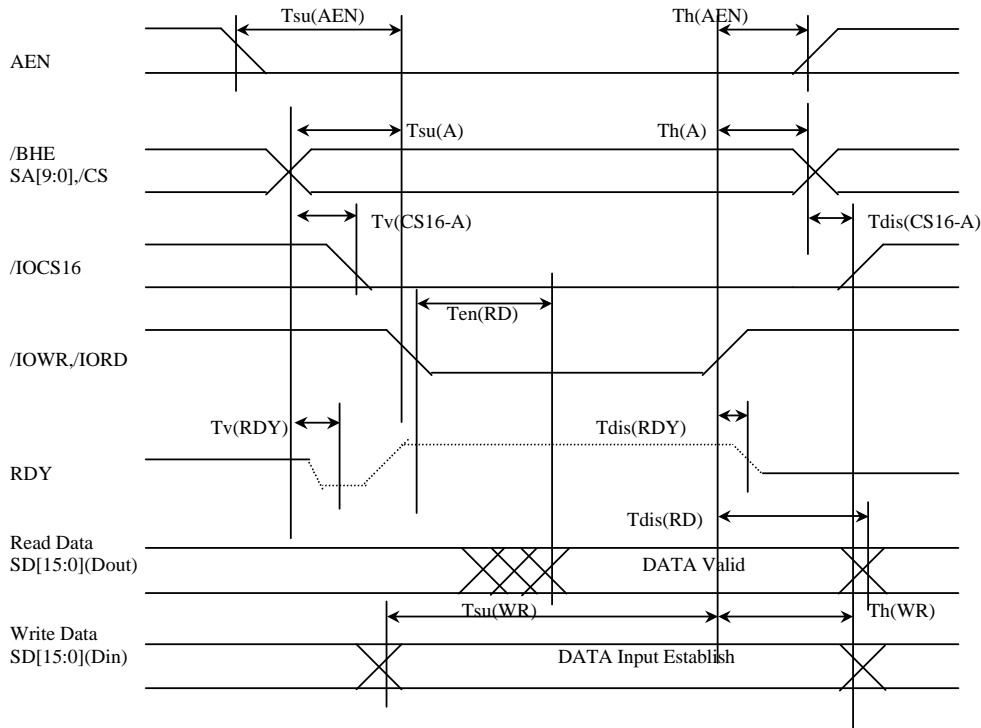 Tsu(AEN)
Th(AEN)
AEN
Tsu(A)
Th(A)
/BHE
SA[9:0],/CS
Tv(CS16-A)
Tdis(CS16-A)
/IOCS16
Ten(RD)
/IOWR,/IORD
Tv(RDY)
Tdis(RDY)
RDY
Tdis(RD)
Read Data
SD[15:0](Dout)
DATA Valid
Tsu(WR)
Th(WR)
Write Data
SD[15:0](Din)
DATA Input Establish